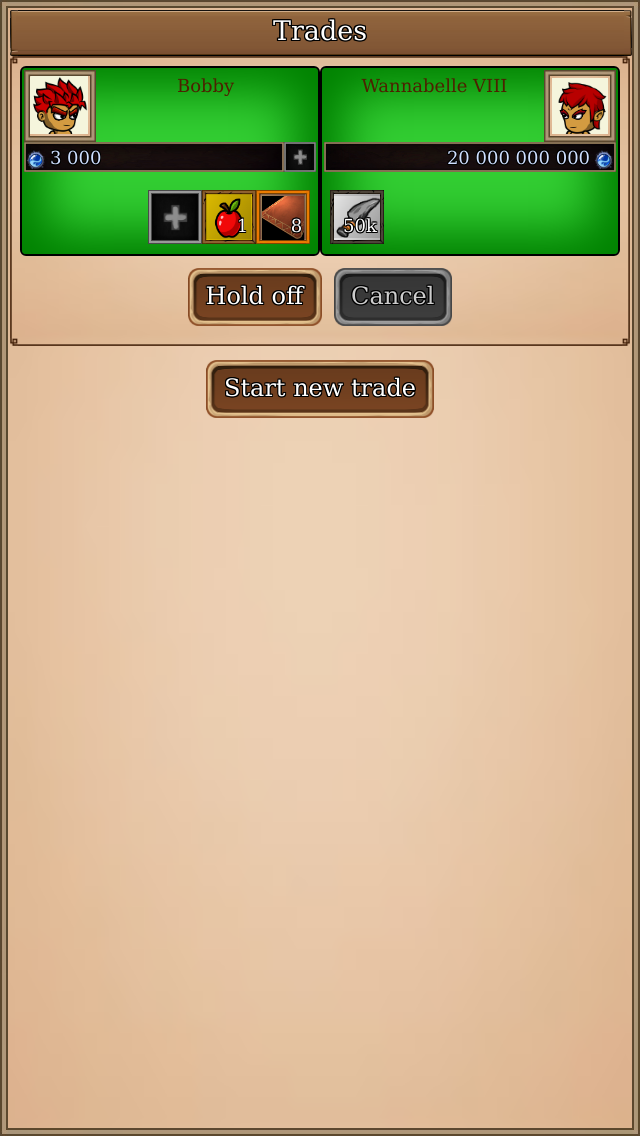 Trades
Bobby
Wannabelle VIII
3 000
20 000 000 000
1
8
50k
Hold off
Cancel
Start new trade